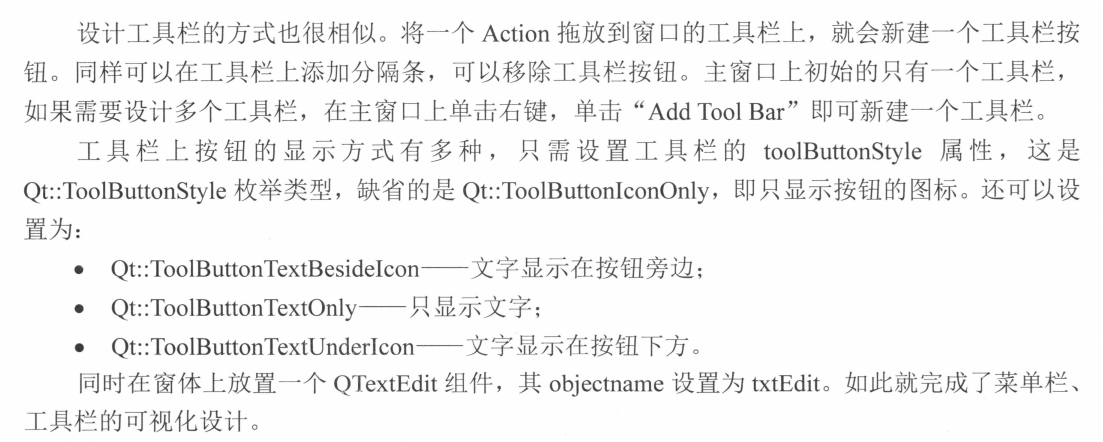 设计工具栏的方式也很相似。将一个 Action 拖放到窗口的工具栏上，就会新建一个工具栏按
钮。同样可以在工具栏上添加分隔条，可以移除工具栏按钮。主窗口上初始的只有一个工具栏，
如果需要设计多个工具栏，在主窗口上单击右键，单击“Add Tool Bar”即可新建一个工具栏。
工具栏上按钮的显示方式有多种，只需设置工具栏的 toolButtonStyle 属性，这是
Qt::ToolButtonStyle 枚举类型，缺省的是 Qt::ToolButtonIconOnly，即只显示按钮的图标。还可以设
置为：
• Qt::ToolButtonTextBesideIcon——文字显示在按钮旁边；
• Qt::ToolButtonTextOnly——只显示文字；
• Qt::ToolButtonTextUnderIcon——文字显示在按钮下方。
同时在窗体上放置一个 QTextEdit 组件，其 objectname 设置为 txtEdit。如此就完成了菜单栏、
工具栏的可视化设计。